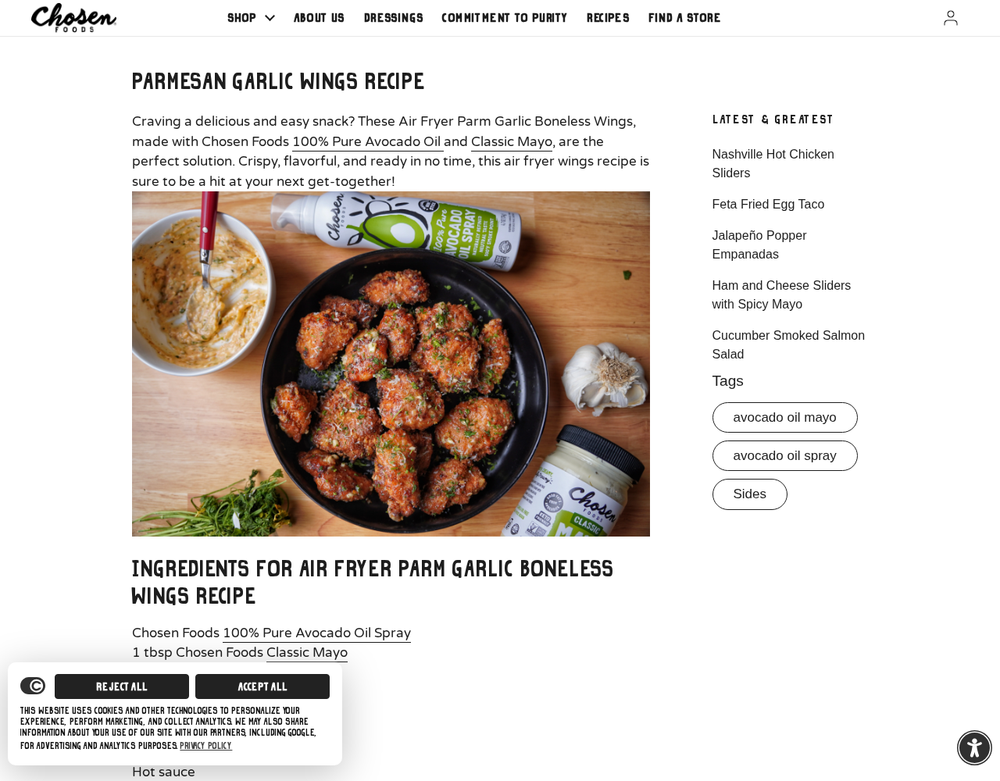 Chosen
FOODS
SHOP
ABOUT US
DRESSINGS
COMMITMENT TO PURITY
RECIPES
FIND A STORE
PARMESAN GARLIC WINGS RECIPE
Craving a delicious and easy snack? These Air Fryer Parm Garlic Boneless Wings,
made with Chosen Foods 100% Pure Avocado Oil and Classic Mayo, are the
perfect solution. Crispy, flavorful, and ready in no time, this air fryer wings recipe is
sure to be a hit at your next get-together!
Chosen
FOODS
100% Pure
AVOCADO
OIL SPRAY
Chosen
FOODS
CLASSIC
INGREDIENTS FOR AIR FRYER PARM GARLIC BONELESS
WINGS RECIPE
Chosen Foods 100% Pure Avocado Oil Spray
1 tbsp Chosen Foods Classic Mayo
Hot sauce
LATEST & GREATEST
Nashville Hot Chicken
Sliders
Feta Fried Egg Taco
Jalapeño Popper
Empanadas
Ham and Cheese Sliders
with Spicy Mayo
Cucumber Smoked Salmon
Salad
Tags
avocado oil mayo
avocado oil spray
Sides
REJECT ALL
ACCEPT ALL
THIS WEBSITE USES COOKIES AND OTHER TECHNOLOGIES TO PERSONALIZE YOUR
EXPERIENCE, PERFORM MARKETING, AND COLLECT ANALYTICS. WE MAY ALSO SHARE
INFORMATION ABOUT YOUR USE OF OUR SITE WITH OUR PARTNERS, INCLUDING GOOGLE,
FOR ADVERTISING AND ANALYTICS PURPOSES. PRIVACY POLICY